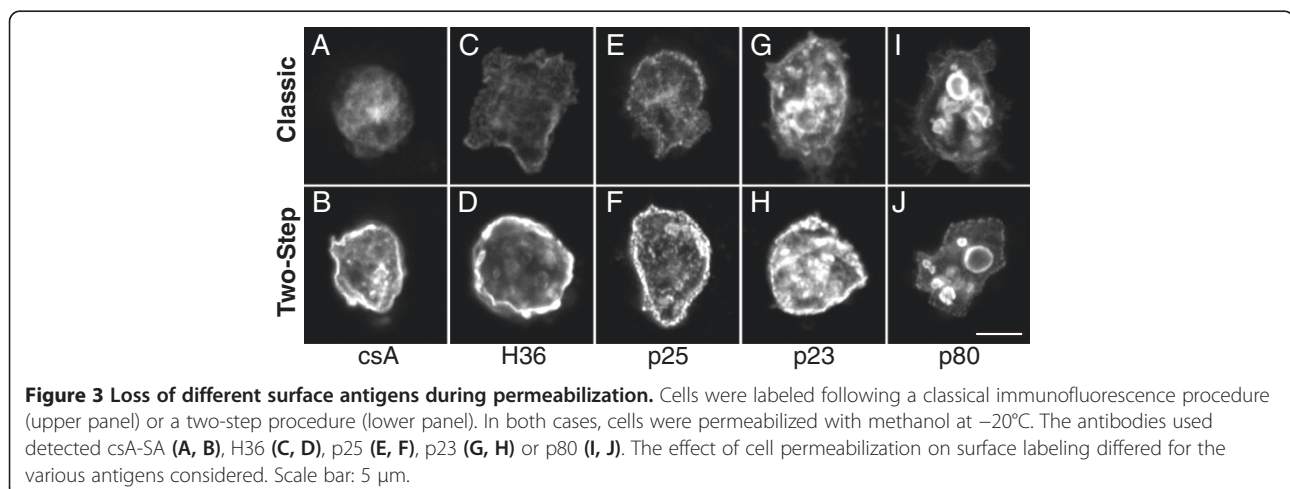 A
C
E
G
I
Classic
B
D
F
H
J
Two-Step
csA
H36
p25
p23
p80
Figure 3 Loss of different surface antigens during permeabilization. Cells were labeled following a classical immunofluorescence procedure
(upper panel) or a two-step procedure (lower panel). In both cases, cells were permeabilized with methanol at −20°C. The antibodies used
detected csA-SA (A, B), H36 (C, D), p25 (E, F), p23 (G, H) or p80 (I, J). The effect of cell permeabilization on surface labeling differed for the
various antigens considered. Scale bar: 5 μm.